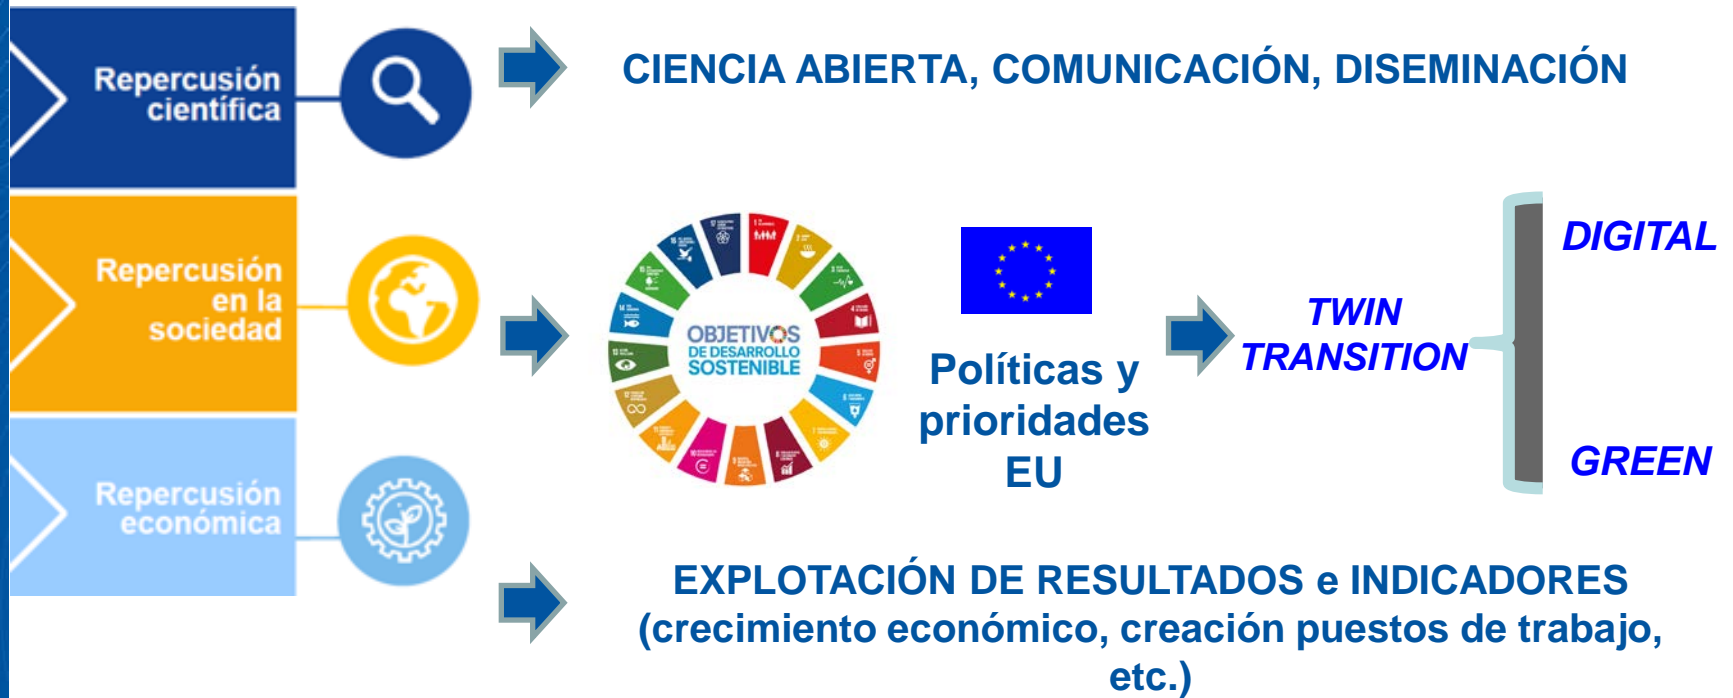 Repercusión
científica
CIENCIA ABIERTA, COMUNICACIÓN, DISEMINACIÓN
Repercusión
en la
sociedad
OBJETIVOS
DE DESARROLLO
SOSTENIBLE
Políticas y
prioridades
EU
TWIN
TRANSITION
DIGITAL
GREEN
Repercusión
económica
EXPLOTACIÓN DE RESULTADOS e INDICADORES
(crecimiento económico, creación puestos de trabajo,
etc.)